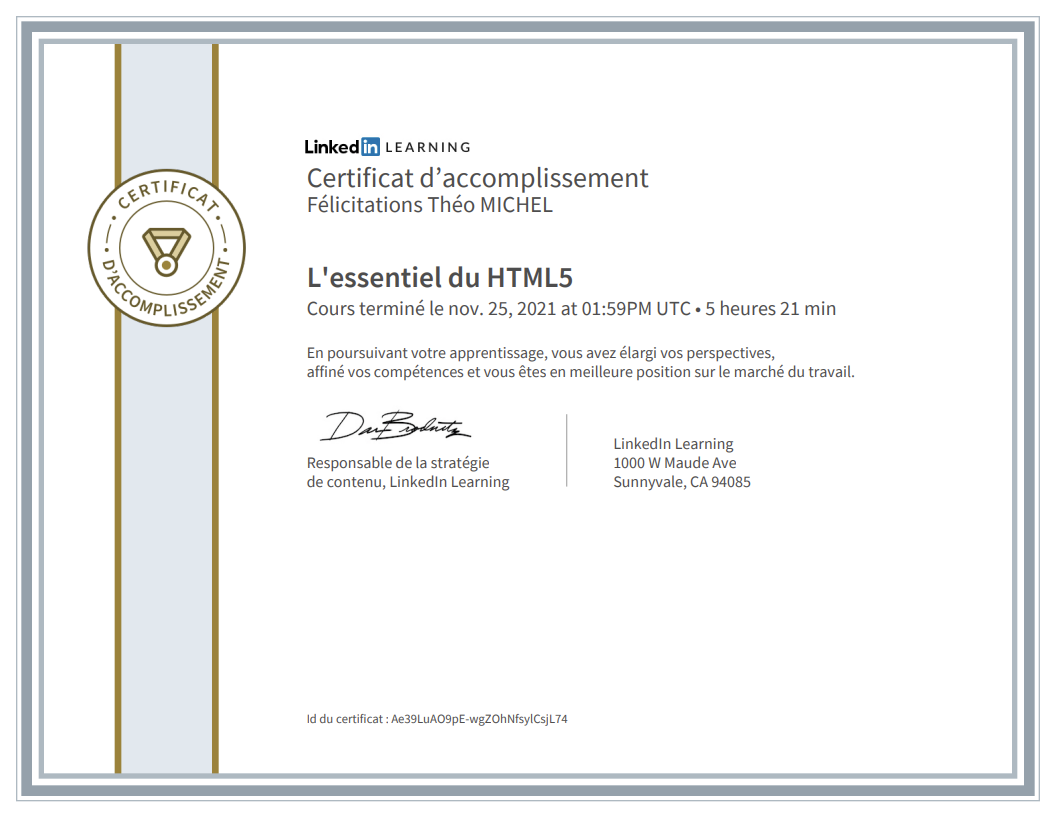 LinkedIn LEARNING
Certificat d’accomplissement
Félicitations Théo MICHEL
CERTIFICAT
D'ACCOMPLISSEMENT
L'essentiel du HTML5
Cours terminé le nov. 25, 2021 at 01:59PM UTC • 5 heures 21 min
En poursuivant votre apprentissage, vous avez élargi vos perspectives,
affiné vos compétences et vous êtes en meilleure position sur le marché du travail.
Responsable de la stratégie
de contenu, LinkedIn Learning
LinkedIn Learning
1000 W Maude Ave
Sunnyvale, CA 94085
Id du certificat : Ae39LuAO9pE-wgZOhNfsylCsjL74